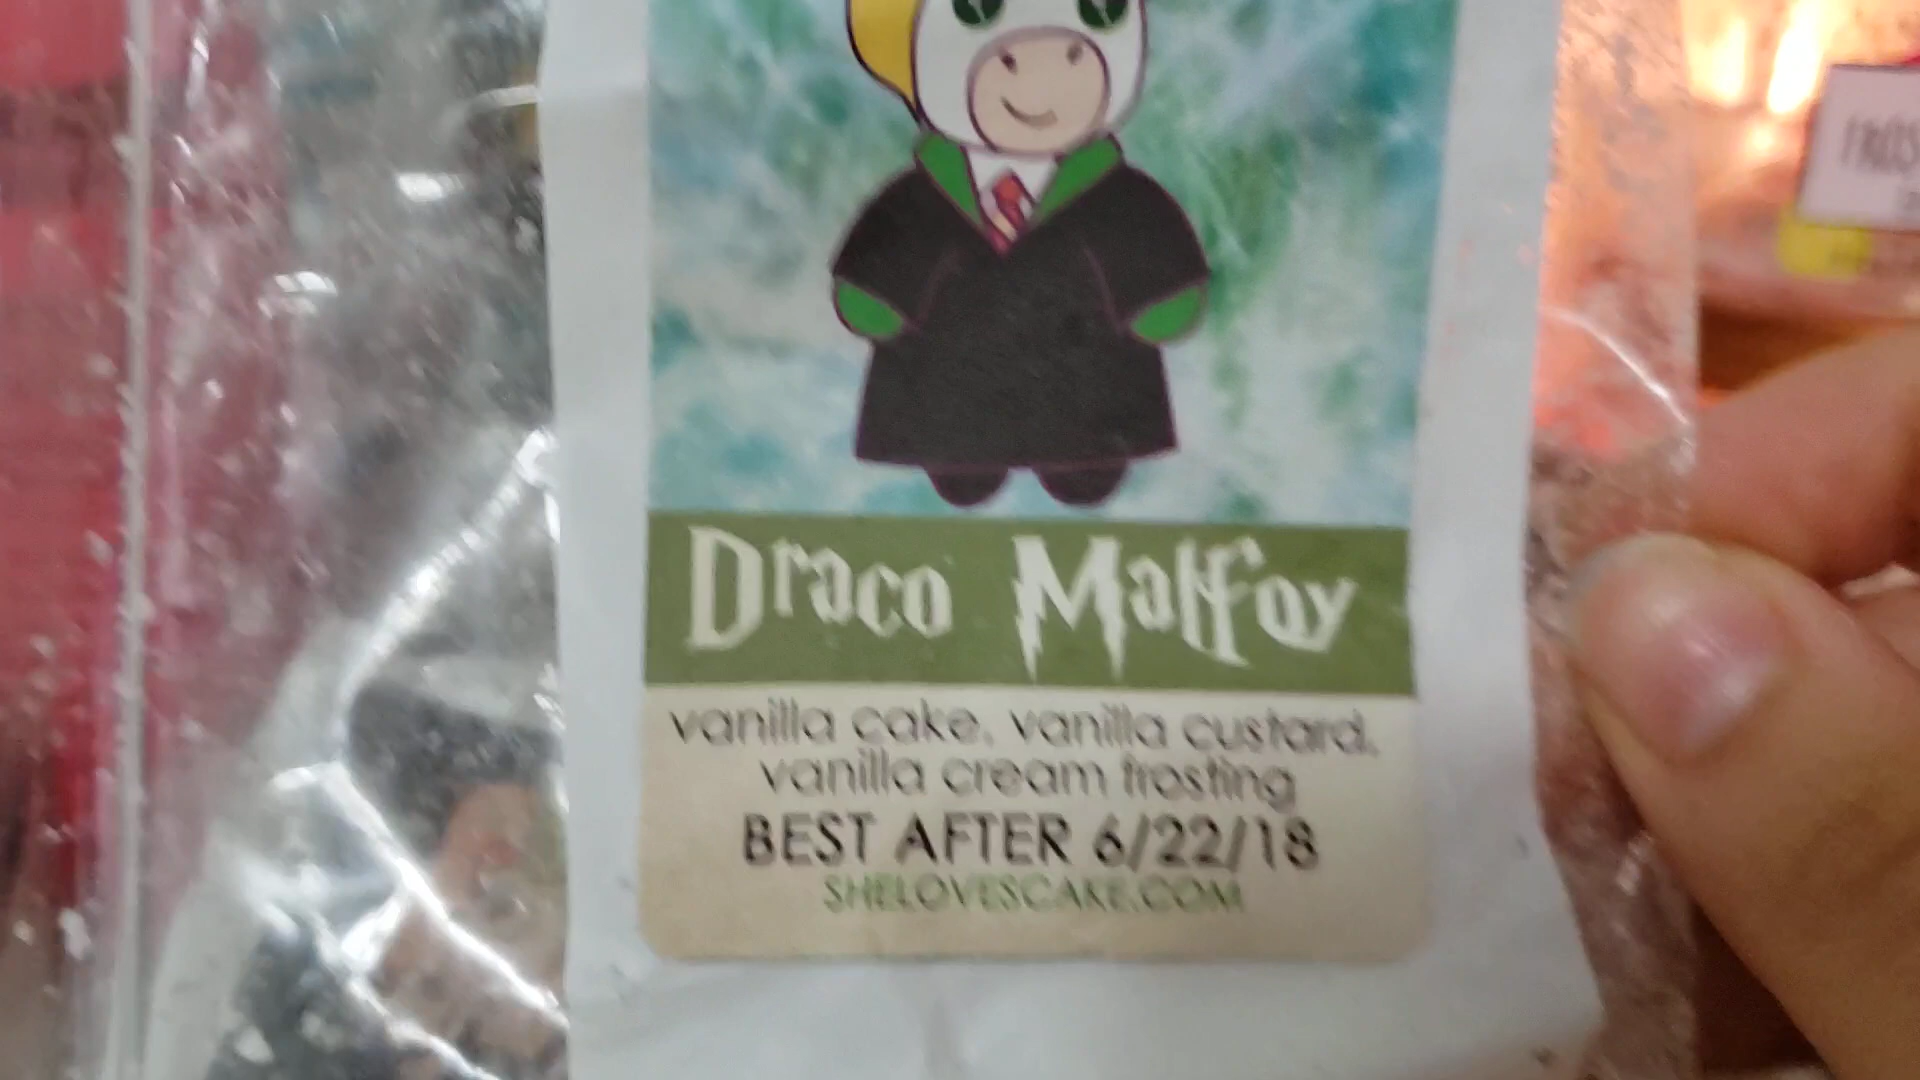 Draco Malfoy
vanilla cake, vanilla custard,
vanilla cream frosting
BEST AFTER 6/22/18
SHELOVESCAKE.COM